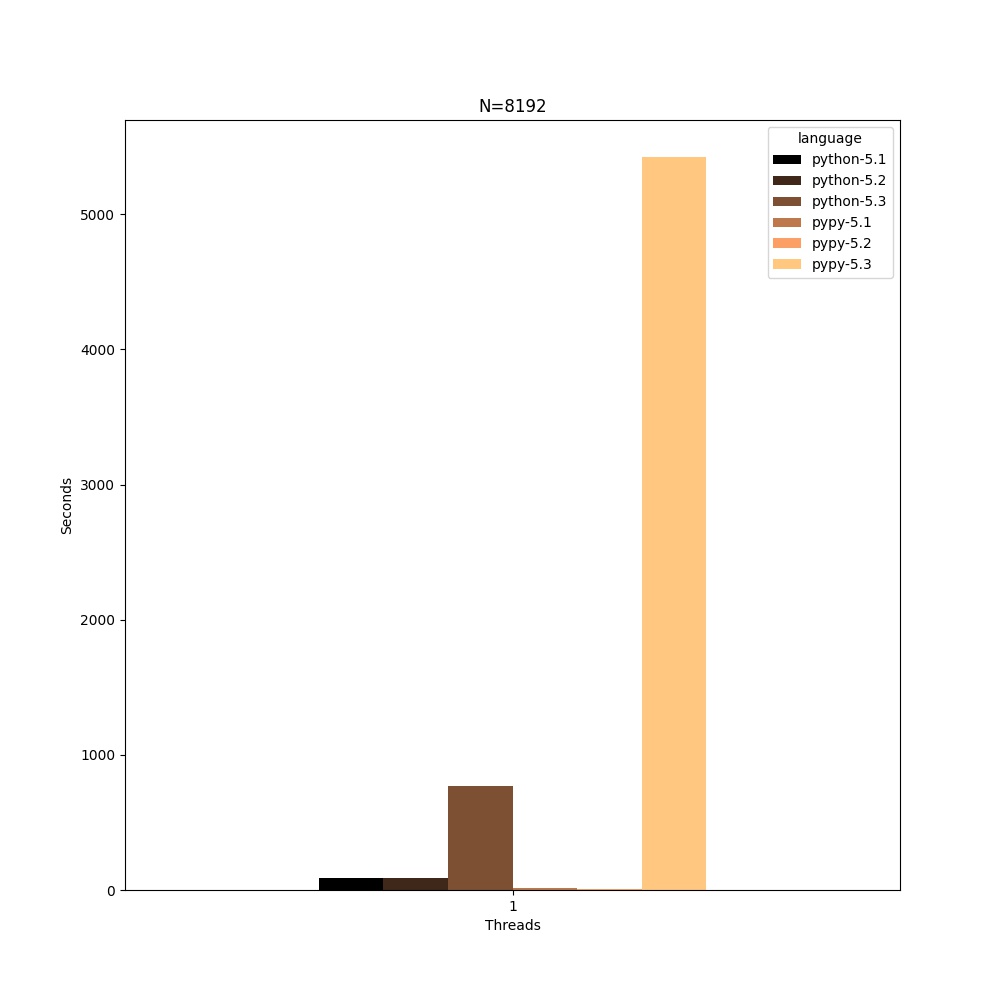 N=8192
language
python-5.1
python-5.2
python-5.3
pypy-5.1
pypy-5.2
pypy-5.3
5000
4000
3000
2000
1000
0
Seconds
1
Threads